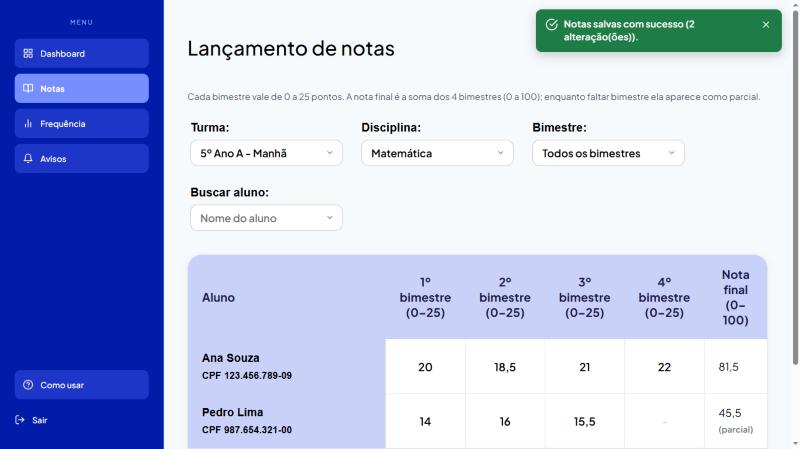 MENU
Dashboard
Notas
Frequência
Avisos
Como usar
Sair
Notas salvas com sucesso (2
alteração(ões)).
Lançamento de notas
Cada bimestre vale de 0 a 25 pontos. A nota final é a soma dos 4 bimestres (0 a 100); enquanto faltar bimestre ela aparece como parcial.
Turma:
Disciplina:
Bimestre:
5º Ano A - Manhã
Matemática
Todos os bimestres
Buscar aluno:
Nome do aluno
Aluno
1º
bimestre
(0–25)
2º
bimestre
(0–25)
3º
bimestre
(0–25)
4º
bimestre
(0–25)
Nota
final
(0–
100)
Ana Souza
CPF 123.456.789-09
20
18,5
21
22
81,5
Pedro Lima
CPF 987.654.321-00
14
16
15,5
–
45,5
(parcial)